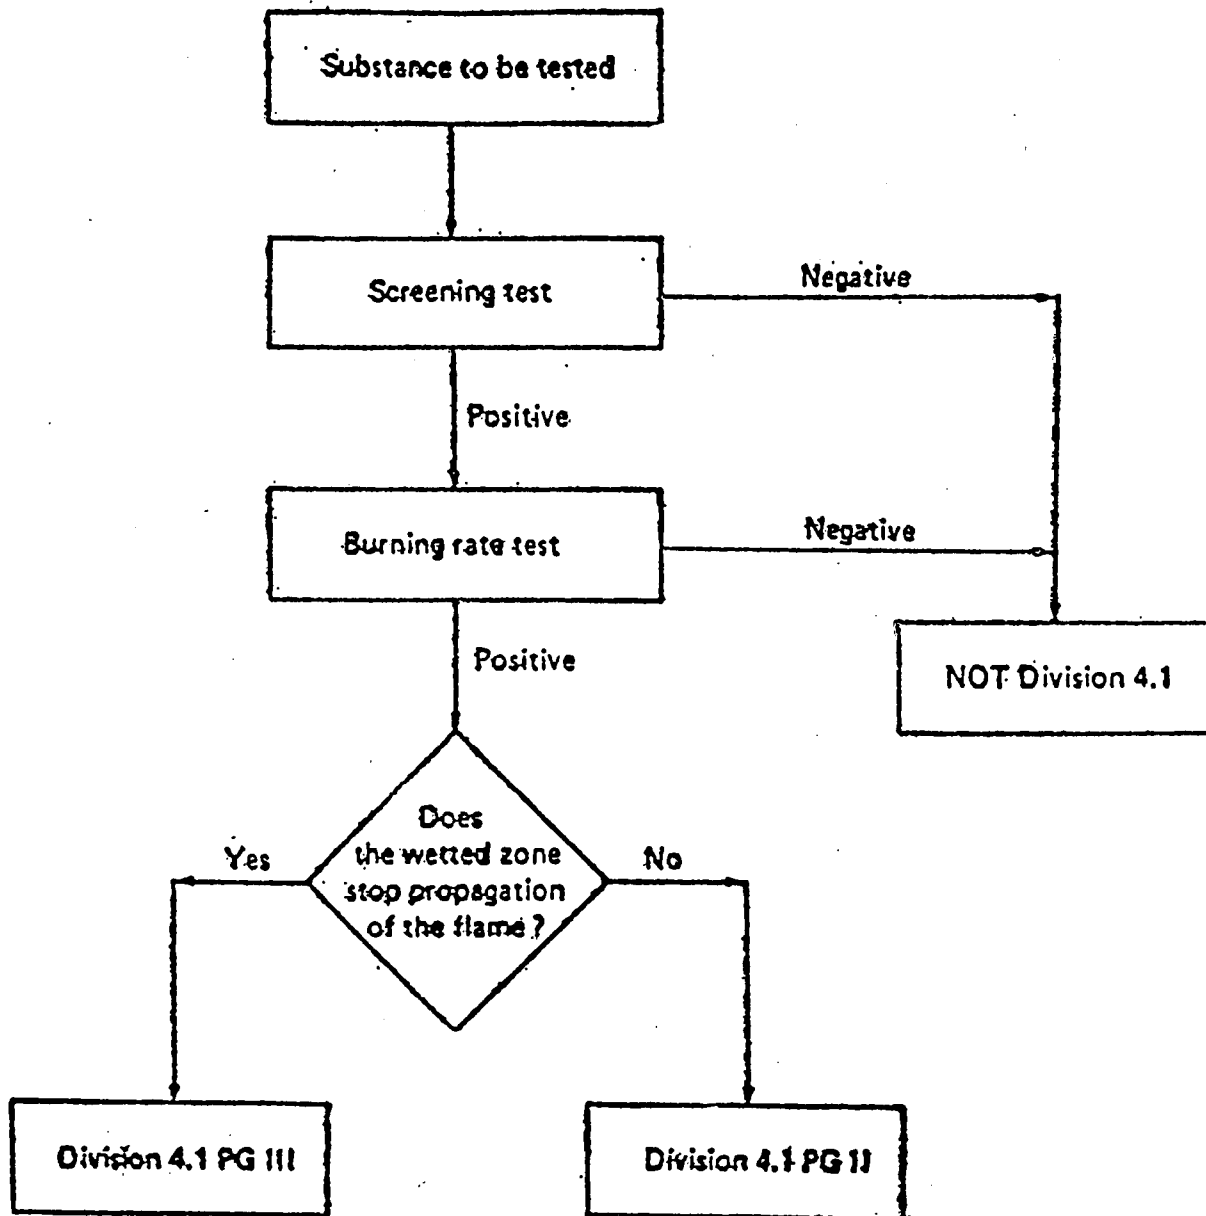 Substance to be tested
Screening test
Negative
Positive
Burning rate test
Negative
Positive
NOT Division 4.1
Does
the wetted zone
stop propagation
of the flame?
Yes
No
Division 4.1 PG III
Division 4.1 PG II